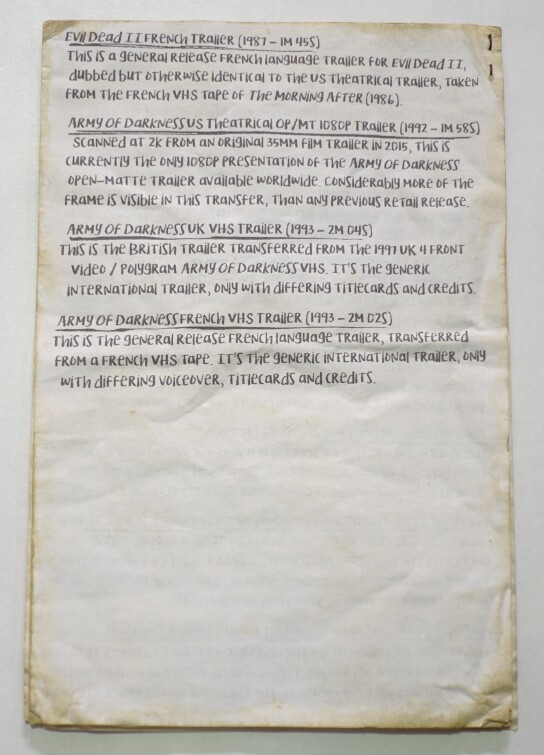 Evil Dead II French Trailer (1987 – 1m 45s)
This is a general release French language trailer for Evil Dead II,
dubbed but otherwise identical to the US theatrical trailer, taken
from the French VHS tape of The Morning After (1986).
Army of Darkness US Theatrical OP/MT 1080p Trailer (1992 – 1m 58s)
Scanned at 2K from an original 35mm film trailer in 2015, this is
currently the only 1080p presentation of the Army of Darkness
open-matte trailer available worldwide. Considerably more of the
frame is visible in this transfer, than any previous retail release.
Army of Darkness UK VHS Trailer (1993 – 2m 04s)
This is the British trailer transferred from the 1997 UK 4 Front
Video / Polygram Army of Darkness VHS. It's the generic
international trailer, only with differing titlecards and credits.
Army of Darkness French VHS Trailer (1993 – 2m 02s)
This is the general release French language trailer, transferred
from a French VHS tape. It's the generic international trailer, only
with differing voiceover, titlecards and credits.